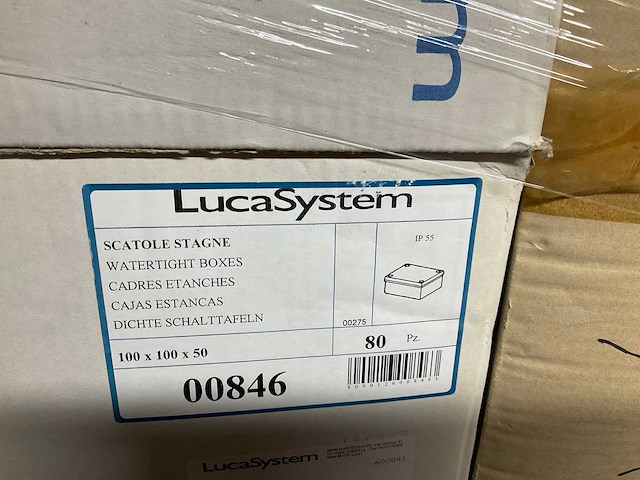 m
LucaSystem
SCATOLE STAGNE
WATERTIGHT BOXES
CADRES ETANCHES
CAJAS ESTANCAS
DICHTE SCHALTTAFELN
IP 55
00275
100 x 100 x 50
80 Pz.
00846
LucaSystem